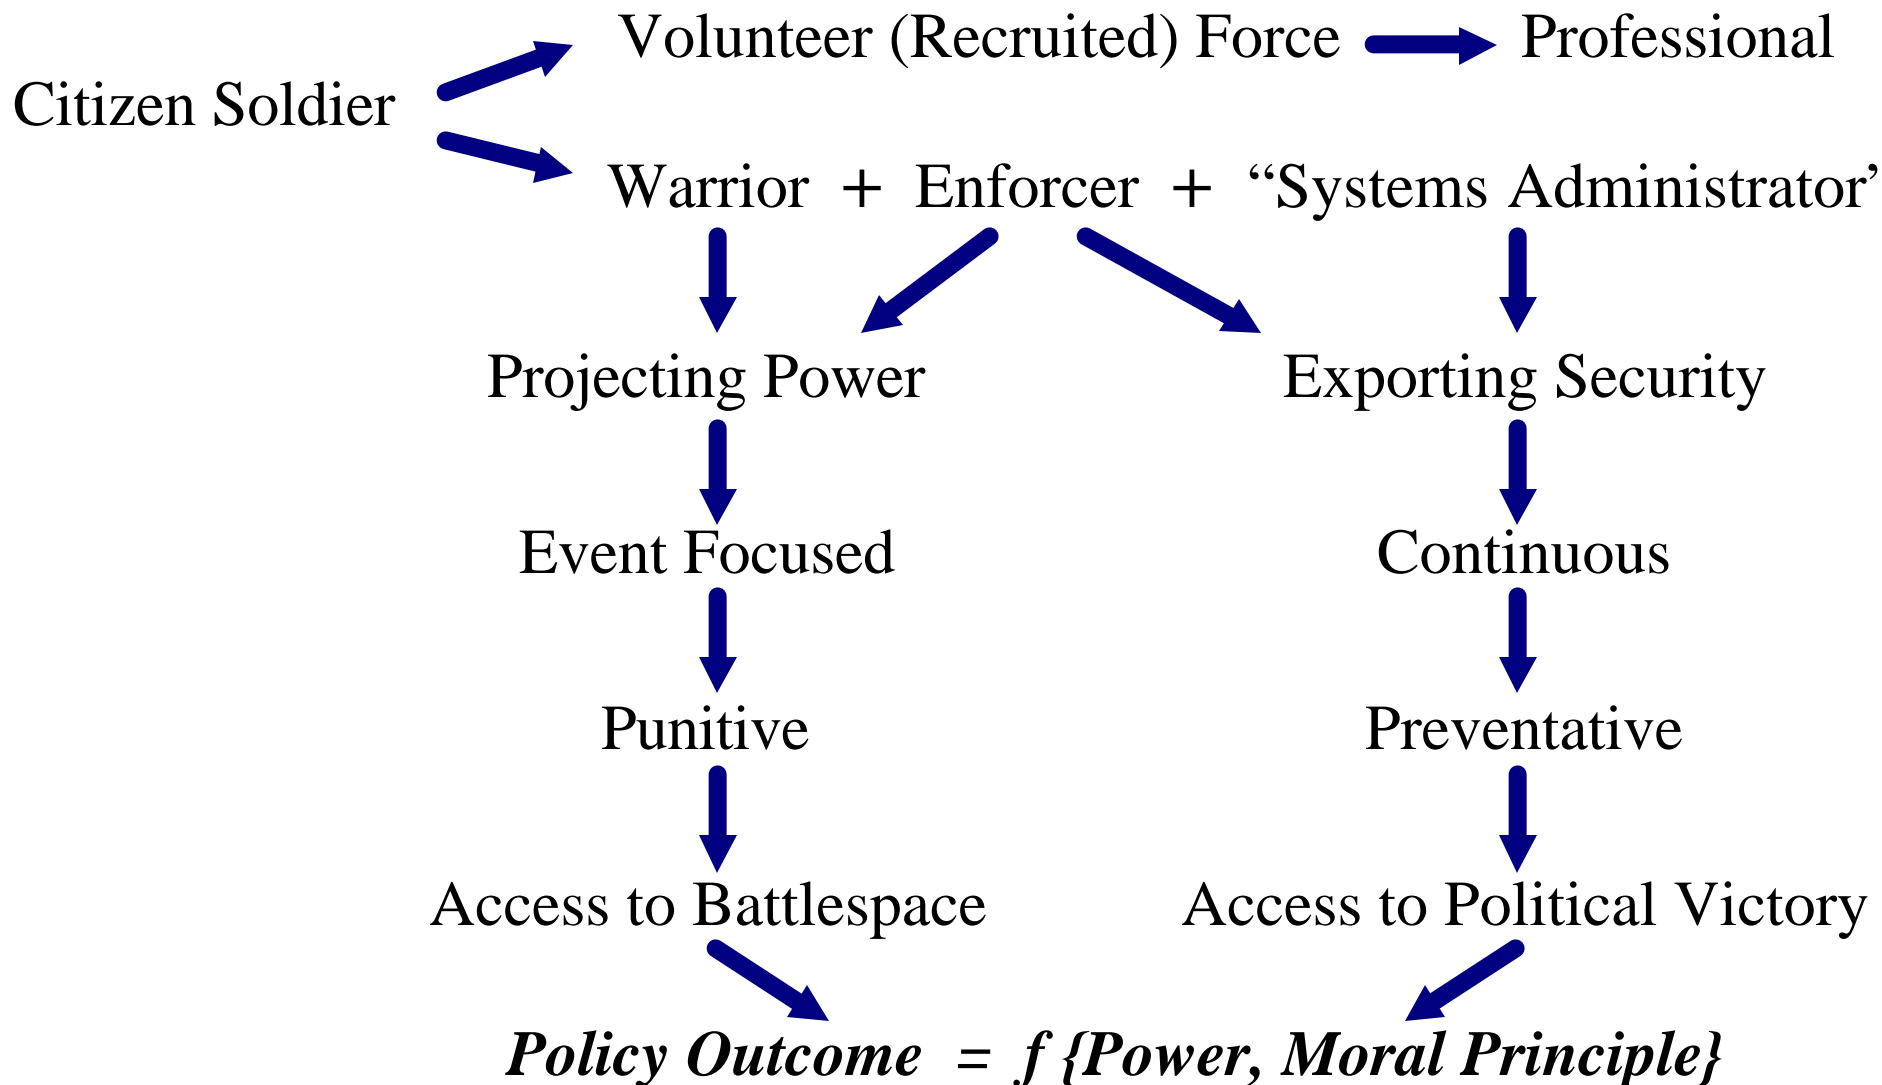 Volunteer (Recruited) Force Professional
Citizen Soldier
Warrior + Enforcer + “Systems Administrator’
Projecting Power Exporting Security
Event Focused Continuous
Punitive Preventative
Access to Battlespace Access to Political Victory
Policy Outcome = f {Power, Moral Principle}